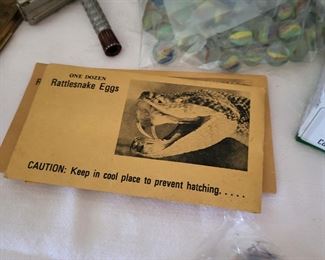 ONE DOZEN
Rattlesnake Eggs
CAUTION: Keep in cool place to prevent hatching.....